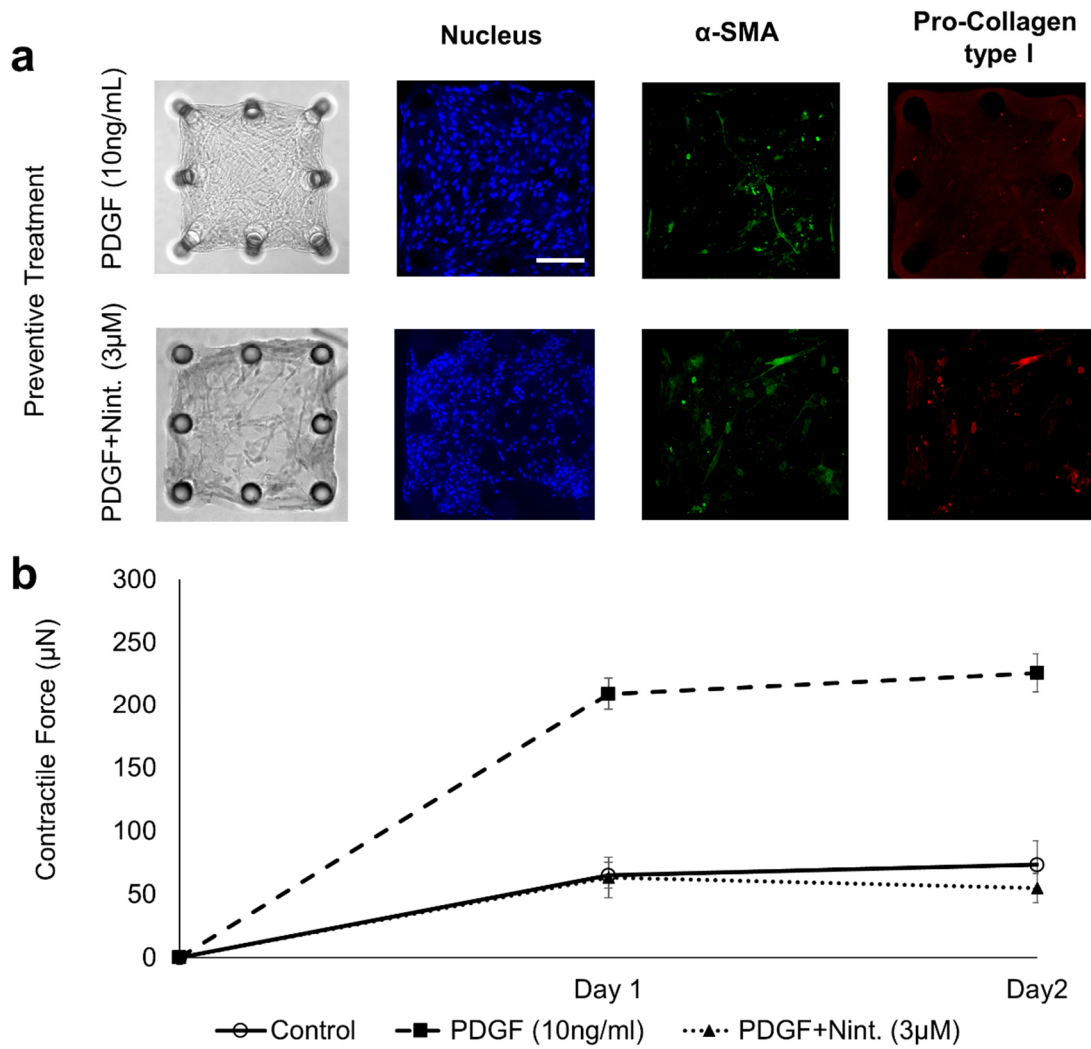 a
Nucleus
α-SMA
Pro-Collagen
type I
Preventive Treatment
PDGF (10ng/mL)
PDGF+Nint. (3µM)
b
Contractile Force (µN)
300
250
200
150
100
50
0
Day 1
Day2
Control
PDGF (10ng/ml)
PDGF+Nint. (3µM)